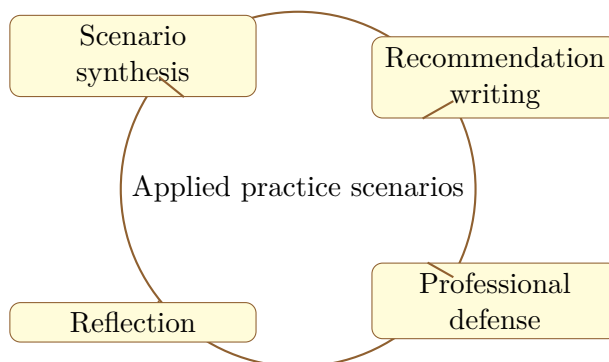 Scenario
synthesis
Recommendation
writing
Applied practice scenarios
Professional
defense
Reflection